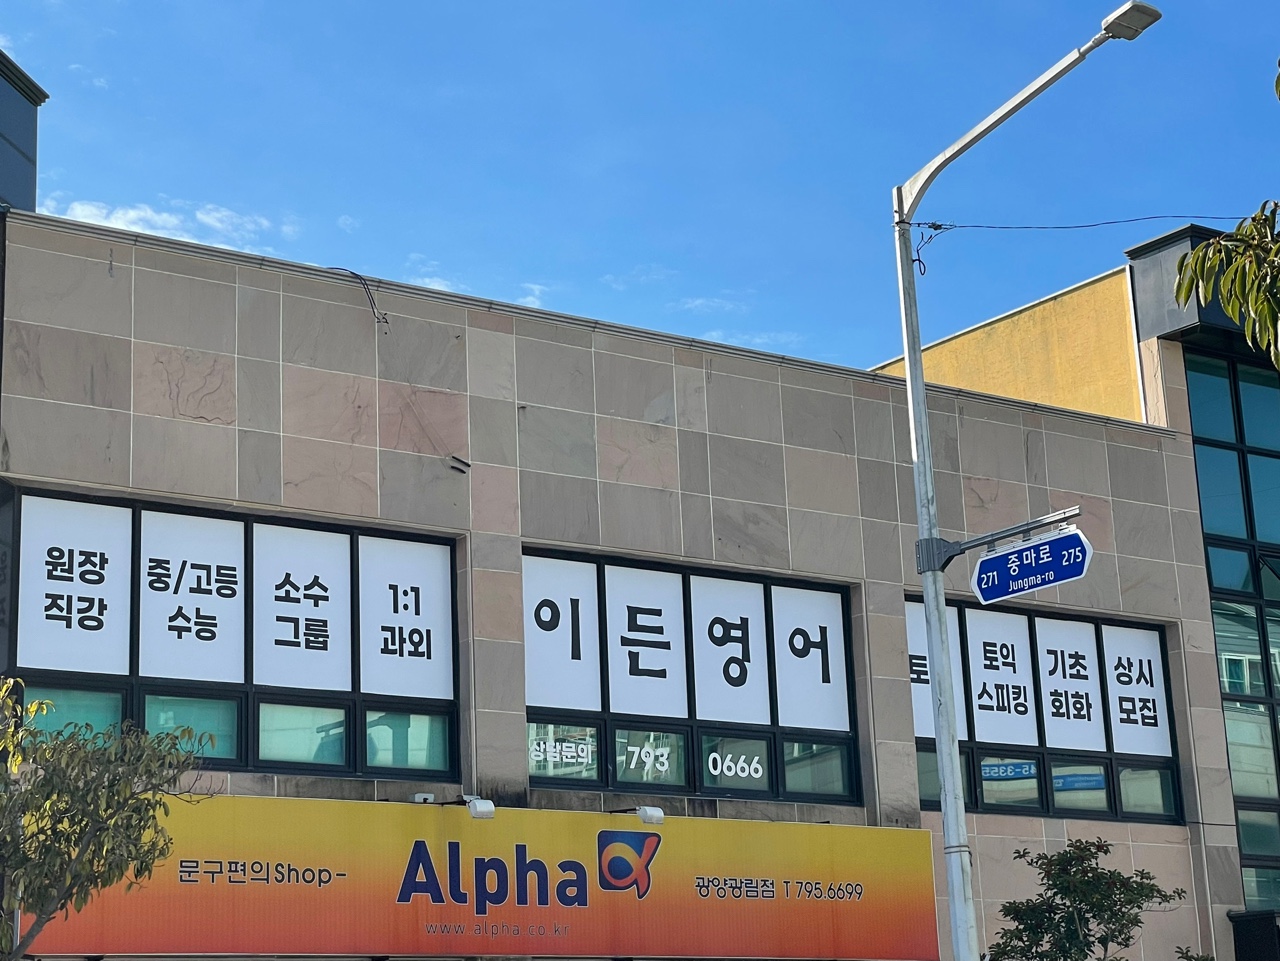 원장
직강
중/고등
수능
소수
그룹
1:1
과외
이든영어
상담문의 793 0666
토익
스피킹
기초
회화
상시
모집
271 중마로 275
Jungma-ro
문구편의Shop-
Alpha
광양광림점 T 795.6699
www.alpha.co.kr